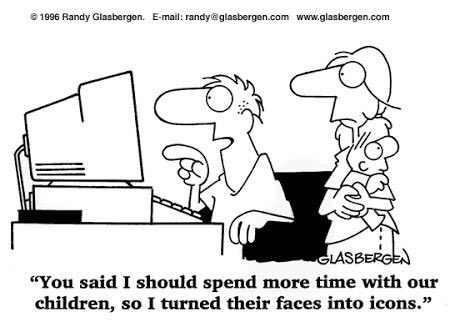 © 1996 Randy Glasbergen. E-mail: randy@glasbergen.com www.glasbergen.com
GLASBERGEN
“You said I should spend more time with our
children, so I turned their faces into icons.”